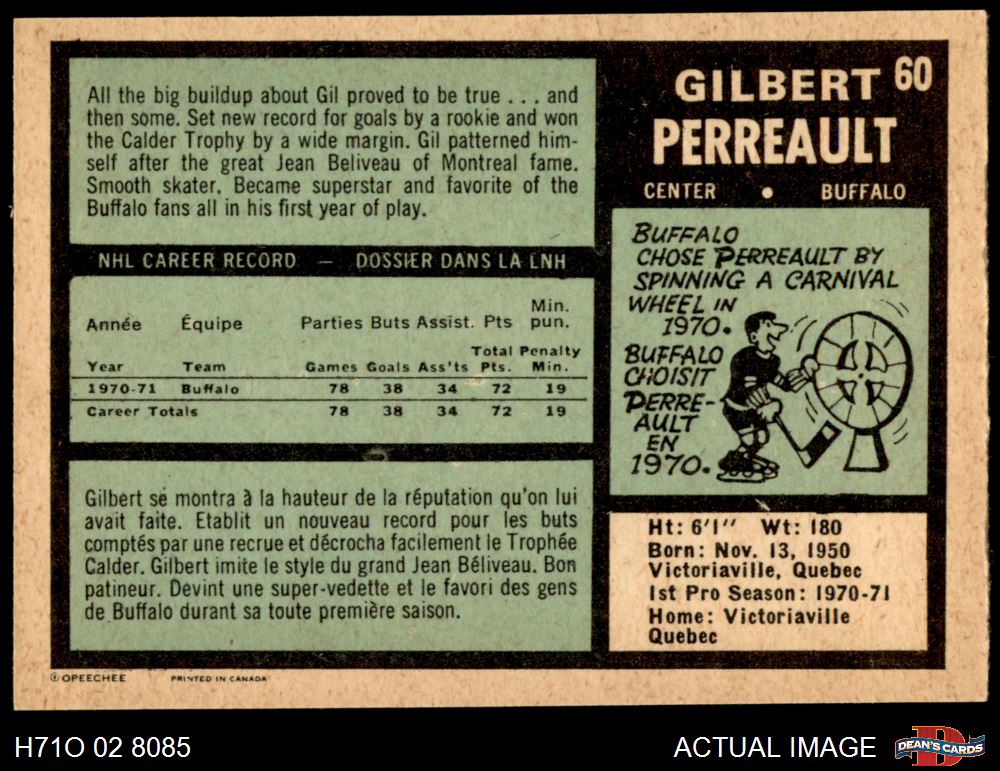 All the big buildup about Gil proved to be true . . . and
then some. Set new record for goals by a rookie and won
the Calder Trophy by a wide margin. Gil patterned him-
self after the great Jean Beliveau of Montreal fame.
Smooth skater. Became superstar and favorite of the
Buffalo fans all in his first year of play.
NHL CAREER RECORD — DOSSIER DANS LA LNH
Année Équipe Parties Buts Assist. Pts Min. pun.
Year Team Games Goals Ass'ts Total Pts. Penalty Min.
1970-71 Buffalo 78 38 34 72 19
Career Totals 78 38 34 72 19
Gilbert se montra à la hauteur de la réputation qu'on lui
avait faite. Etablit un nouveau record pour les buts
comptés par une recrue et décrocha facilement le Trophée
Calder. Gilbert imite le style du grand Jean Béliveau. Bon
patineur. Devint une super-vedette et le favori des gens
de Buffalo durant sa toute première saison.
GILBERT 60
PERREAULT
CENTER • BUFFALO
BUFFALO
CHOSE PERREAULT BY
SPINNING A CARNIVAL
WHEEL IN
1970.
BUFFALO
CHOISIT
PERRE-
AULT
EN
1970.
Ht: 6'1" Wt: 180
Born: Nov. 13, 1950
Victoriaville, Quebec
1st Pro Season: 1970-71
Home: Victoriaville
Quebec
© OPEECHEE PRINTED IN CANADA
H71O 02 8085
ACTUAL IMAGE
D
DEAN'S CARDS